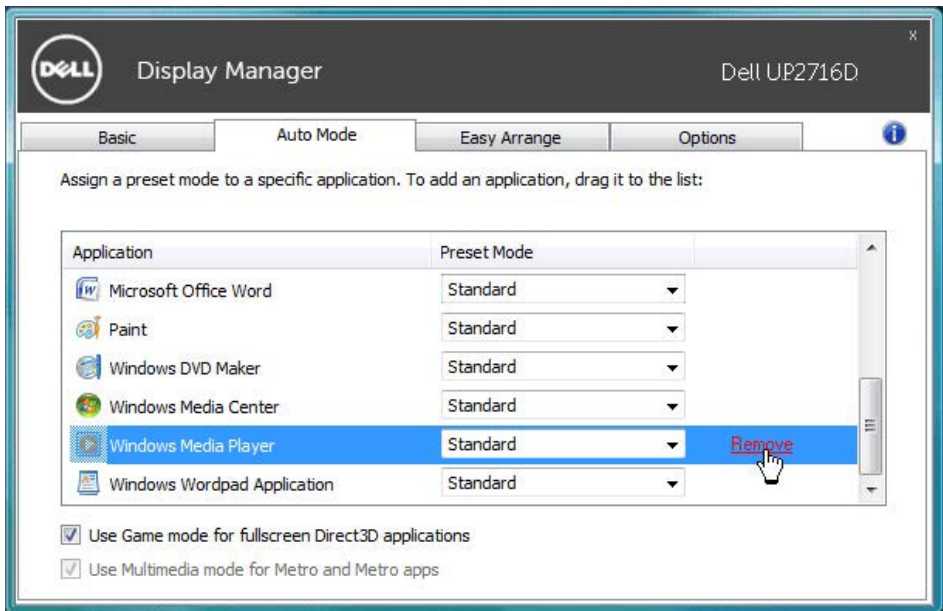 DELL Display Manager Dell UP2716D x
Basic Auto Mode Easy Arrange Options i
Assign a preset mode to a specific application. To add an application, drag it to the list:
Application Preset Mode
Microsoft Office Word Standard
Paint Standard
Windows DVD Maker Standard
Windows Media Center Standard
Windows Media Player Standard Remove
Windows Wordpad Application Standard
Use Game mode for fullscreen Direct3D applications
Use Multimedia mode for Metro and Metro apps